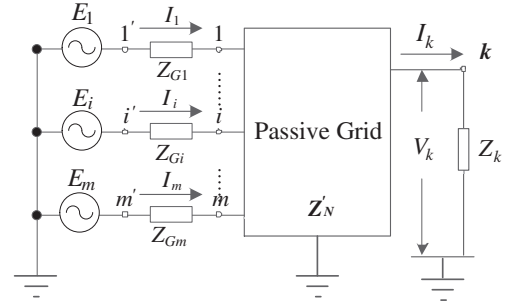 E1 1′ I1 1
ZG1
Ei i′ Ii i
ZGi
Em m′ Im m
ZGm
Passive Grid
Z′N
Ik k
Vk Zk